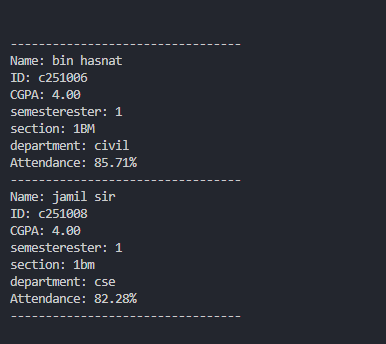 ---------------------------------
Name: bin hasnat
ID: c251006
CGPA: 4.00
semesterester: 1
section: 1BM
department: civil
Attendance: 85.71%
---------------------------------
Name: jamil sir
ID: c251008
CGPA: 4.00
semesterester: 1
section: 1bm
department: cse
Attendance: 82.28%
---------------------------------